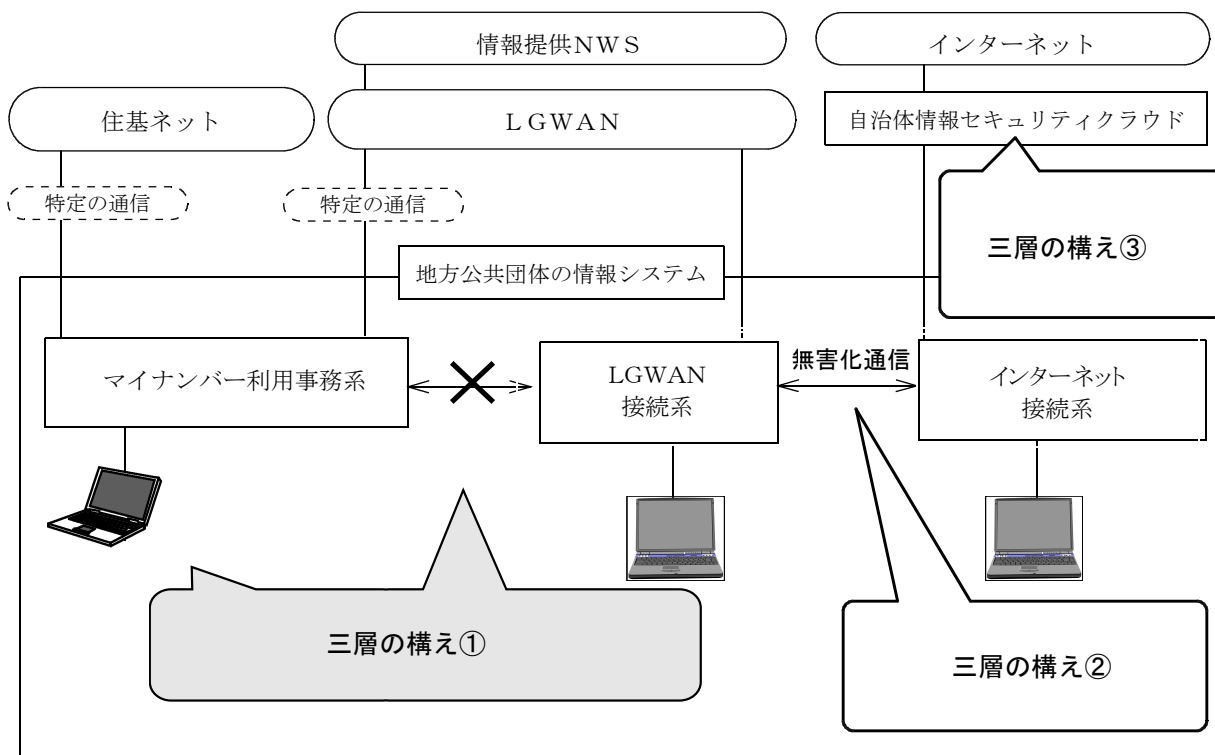 情報提供NWS
インターネット
住基ネット
LGWAN
自治体情報セキュリティクラウド
特定の通信
特定の通信
三層の構え③
地方公共団体の情報システム
マイナンバー利用事務系
LGWAN
接続系
無害化通信
インターネット
接続系
三層の構え①
三層の構え②